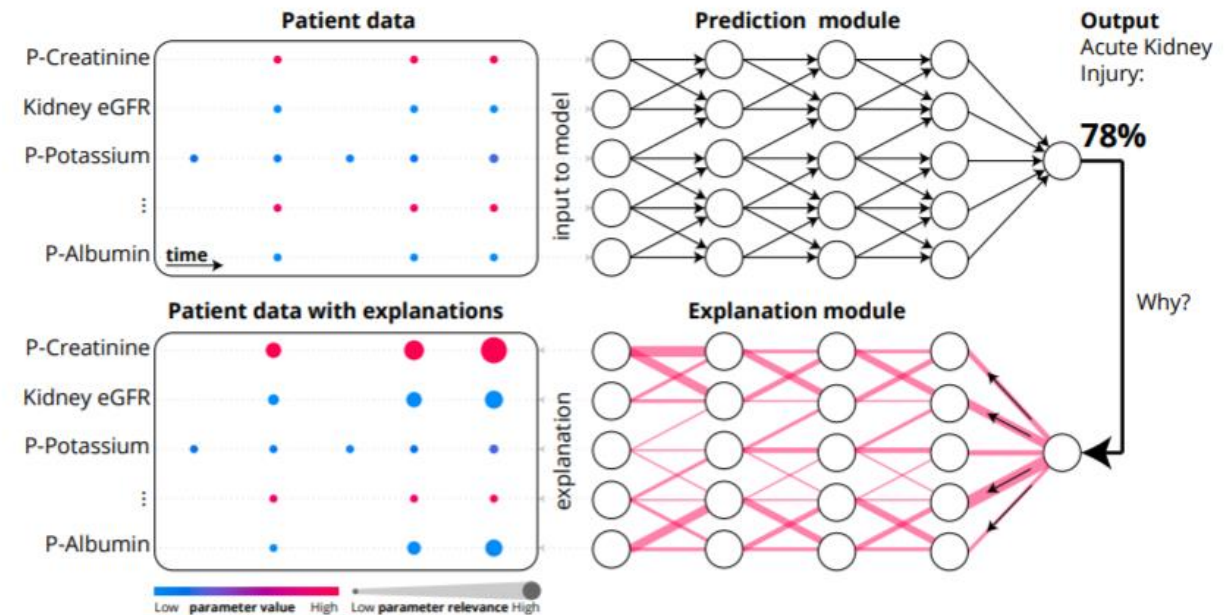 Patient data
P-Creatinine
Kidney eGFR
P-Potassium
...
P-Albumin
time
input to model
Prediction module
Output
Acute Kidney
Injury:
78%
Why?
Patient data with explanations
P-Creatinine
Kidney eGFR
P-Potassium
...
P-Albumin
explanation
Explanation module
Low parameter value High
Low parameter relevance High